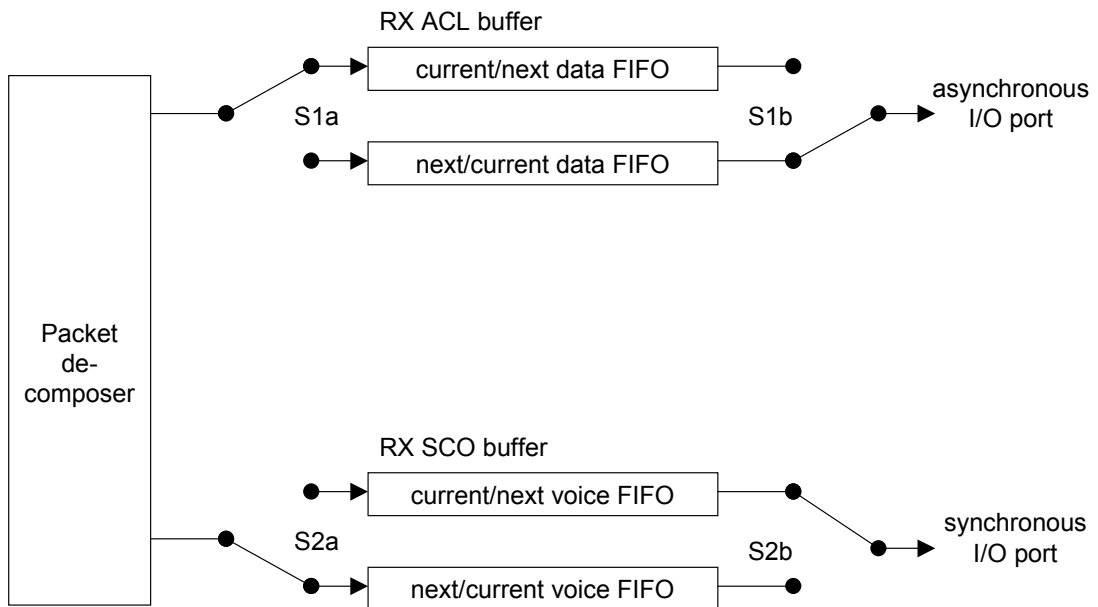 RX ACL buffer
current/next data FIFO
S1a
S1b
next/current data FIFO
asynchronous
I/O port
Packet
de-
composer
RX SCO buffer
current/next voice FIFO
S2a
S2b
next/current voice FIFO
synchronous
I/O port